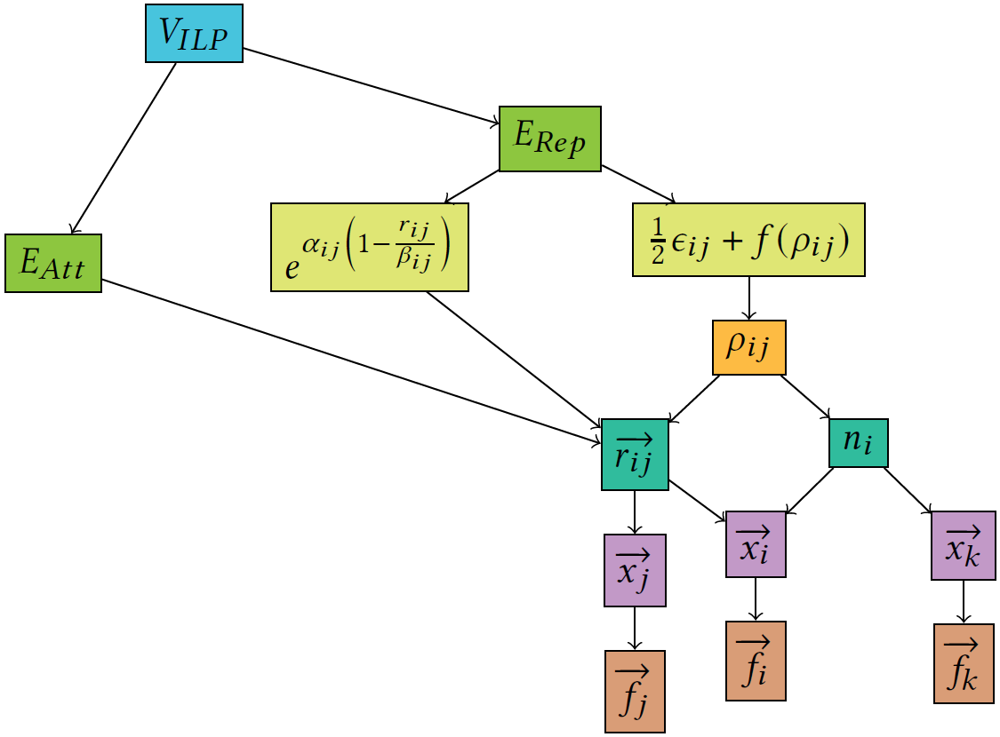 $V_{ILP}$
$E_{Rep}$
$E_{Att}$
$e^{\alpha_{ij}\left(1-\frac{r_{ij}}{\beta_{ij}}\right)}$
$\frac{1}{2}\epsilon_{ij} + f(\rho_{ij})$
$\rho_{ij}$
$\overrightarrow{r_{ij}}$
$n_i$
$\overrightarrow{x_j}$
$\overrightarrow{x_i}$
$\overrightarrow{x_k}$
$\overrightarrow{f_j}$
$\overrightarrow{f_i}$
$\overrightarrow{f_k}$